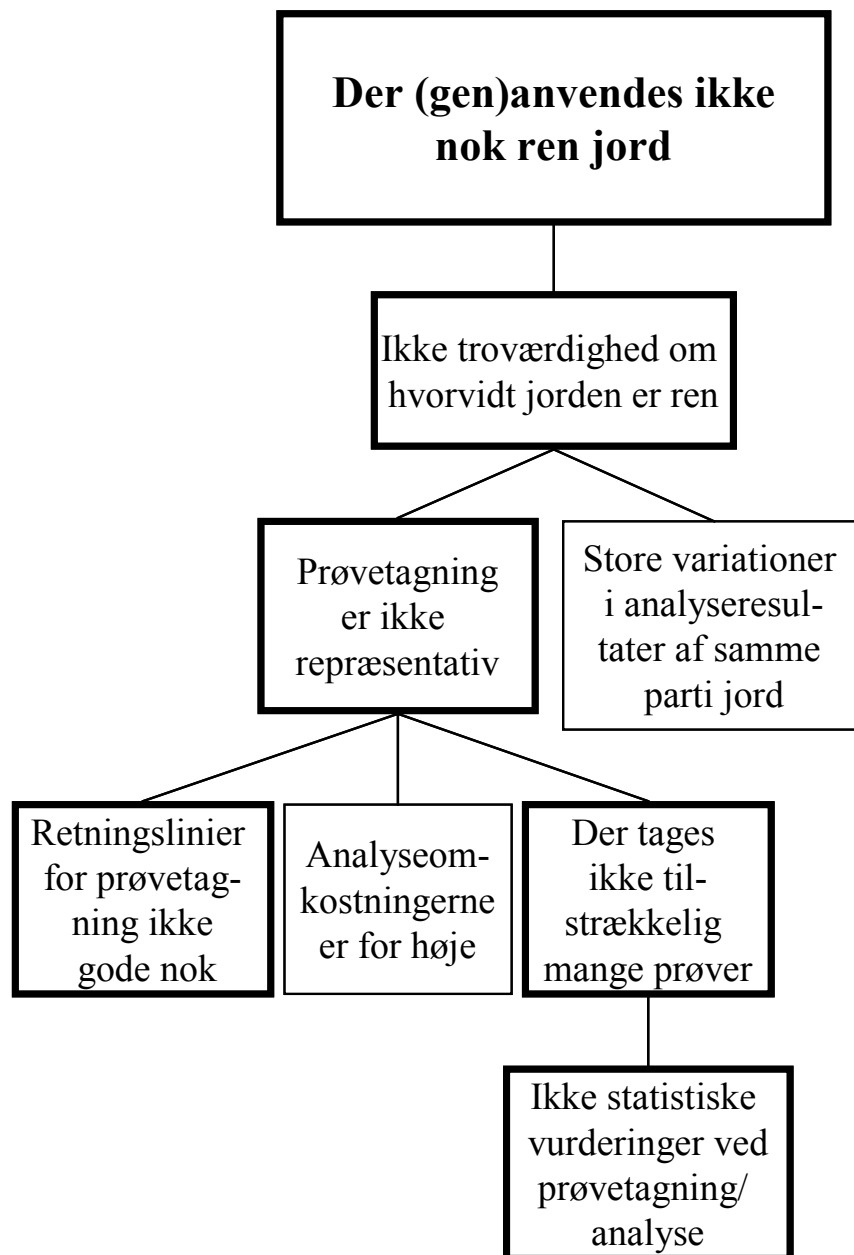 Der (gen)anvendes ikke
nok ren jord
Ikke troværdighed om
hvorvidt jorden er ren
Prøvetagning
er ikke
repræsentativ
Store variationer
i analyseresul-
tater af samme
parti jord
Retningslinier
for prøvetag-
ning ikke
gode nok
Analyseom-
kostningerne
er for høje
Der tages
ikke til-
strækkelig
mange prøver
Ikke statistiske
vurderinger ved
prøvetagning/
analyse